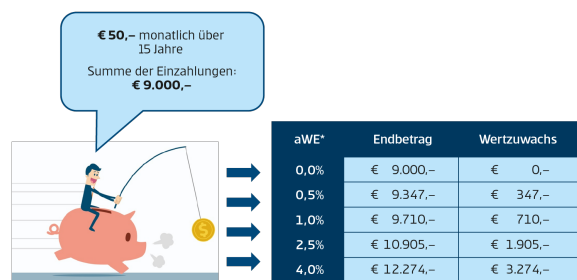 € 50,– monatlich über
15 Jahre
Summe der Einzahlungen:
€ 9.000,–
aWE* Endbetrag Wertzuwachs
0,0% € 9.000,– € 0,–
0,5% € 9.347,– € 347,–
1,0% € 9.710,– € 710,–
2,5% € 10.905,– € 1.905,–
4,0% € 12.274,– € 3.274,–
$